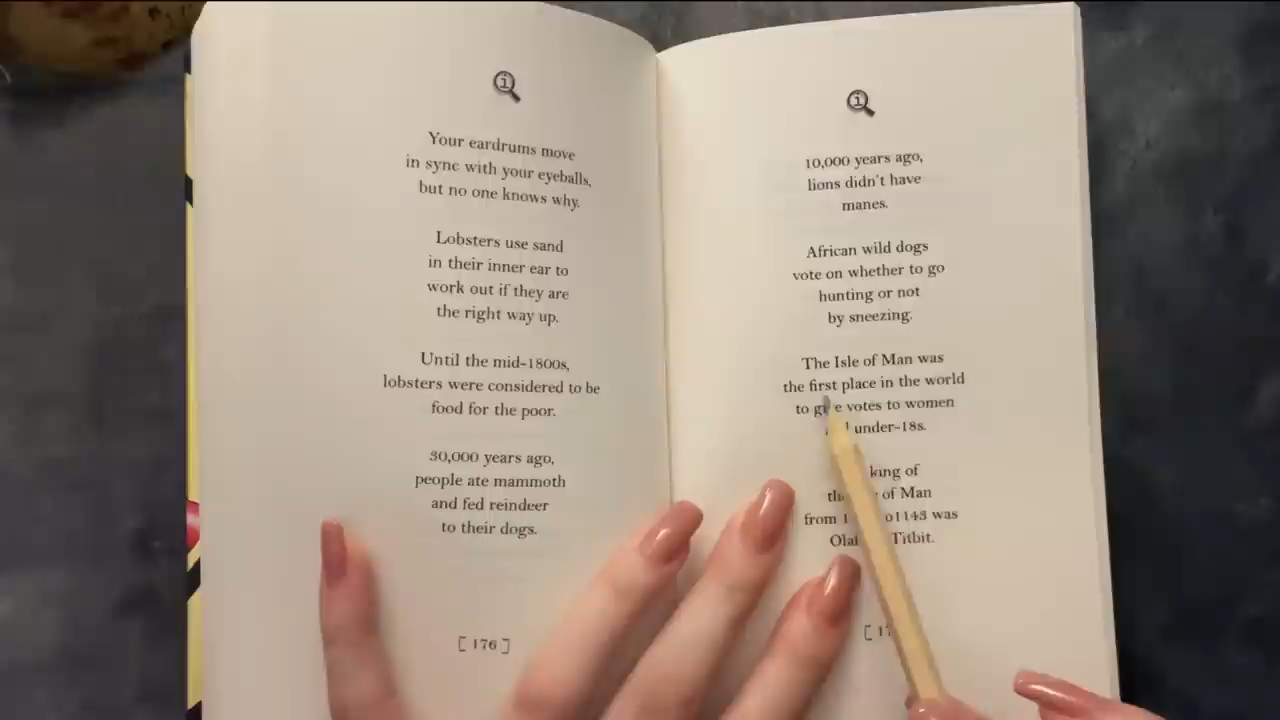 Your eardrums move
in sync with your eyeballs,
but no one knows why.
Lobsters use sand
in their inner ear to
work out if they are
the right way up.
Until the mid-1800s,
lobsters were considered to be
food for the poor.
30,000 years ago,
people ate mammoth
and fed reindeer
to their dogs.
[ 176 ]
10,000 years ago,
lions didn't have
manes.
African wild dogs
vote on whether to go
hunting or not
by sneezing.
The Isle of Man was
the first place in the world
to give votes to women
under-18s.
king of
of Man
from to 1143 was
Titbit.